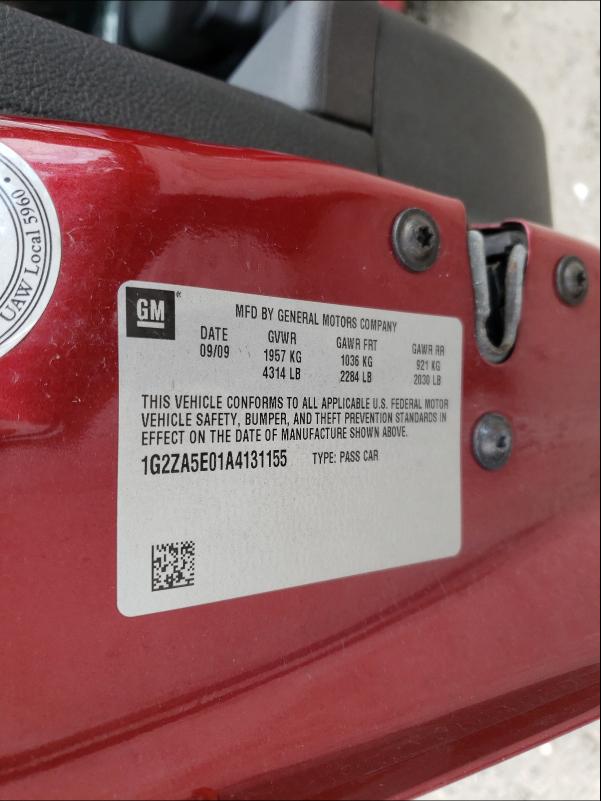 UAW Local 5960 •
GM
MFD BY GENERAL MOTORS COMPANY
DATE GVWR GAWR FRT GAWR RR
09/09 1957 KG 1036 KG 921 KG
4314 LB 2284 LB 2030 LB
THIS VEHICLE CONFORMS TO ALL APPLICABLE U.S. FEDERAL MOTOR
VEHICLE SAFETY, BUMPER, AND THEFT PREVENTION STANDARDS IN
EFFECT ON THE DATE OF MANUFACTURE SHOWN ABOVE.
1G2ZA5E01A4131155 TYPE: PASS CAR